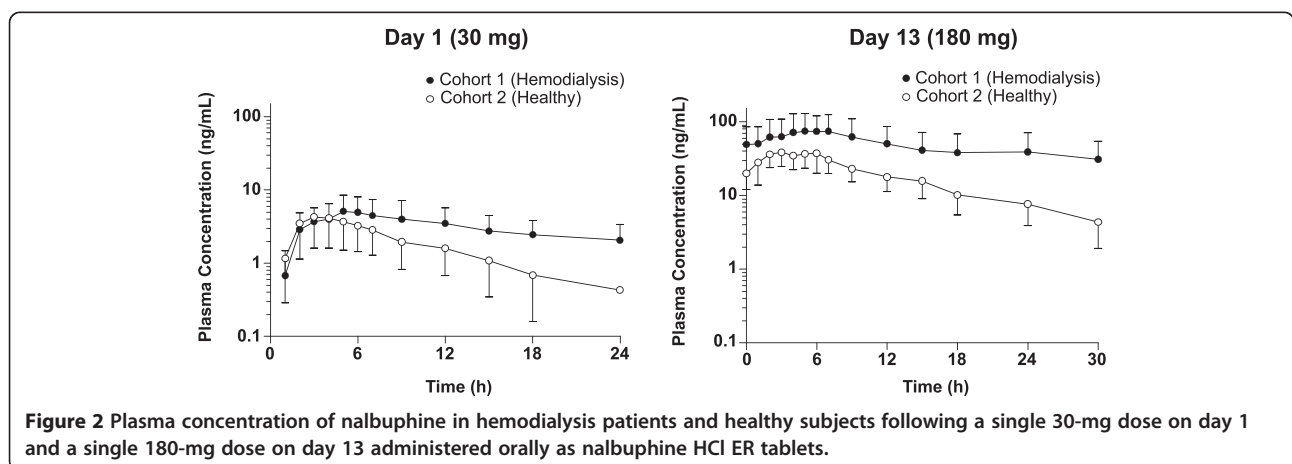 Day 1 (30 mg)
Cohort 1 (Hemodialysis)
Cohort 2 (Healthy)
Plasma Concentration (ng/mL)
100
10
1
0.1
0
6
12
18
24
Time (h)
Day 13 (180 mg)
Cohort 1 (Hemodialysis)
Cohort 2 (Healthy)
Plasma Concentration (ng/mL)
100
10
1
0.1
0
6
12
18
24
30
Time (h)
Figure 2 Plasma concentration of nalbuphine in hemodialysis patients and healthy subjects following a single 30-mg dose on day 1
and a single 180-mg dose on day 13 administered orally as nalbuphine HCl ER tablets.